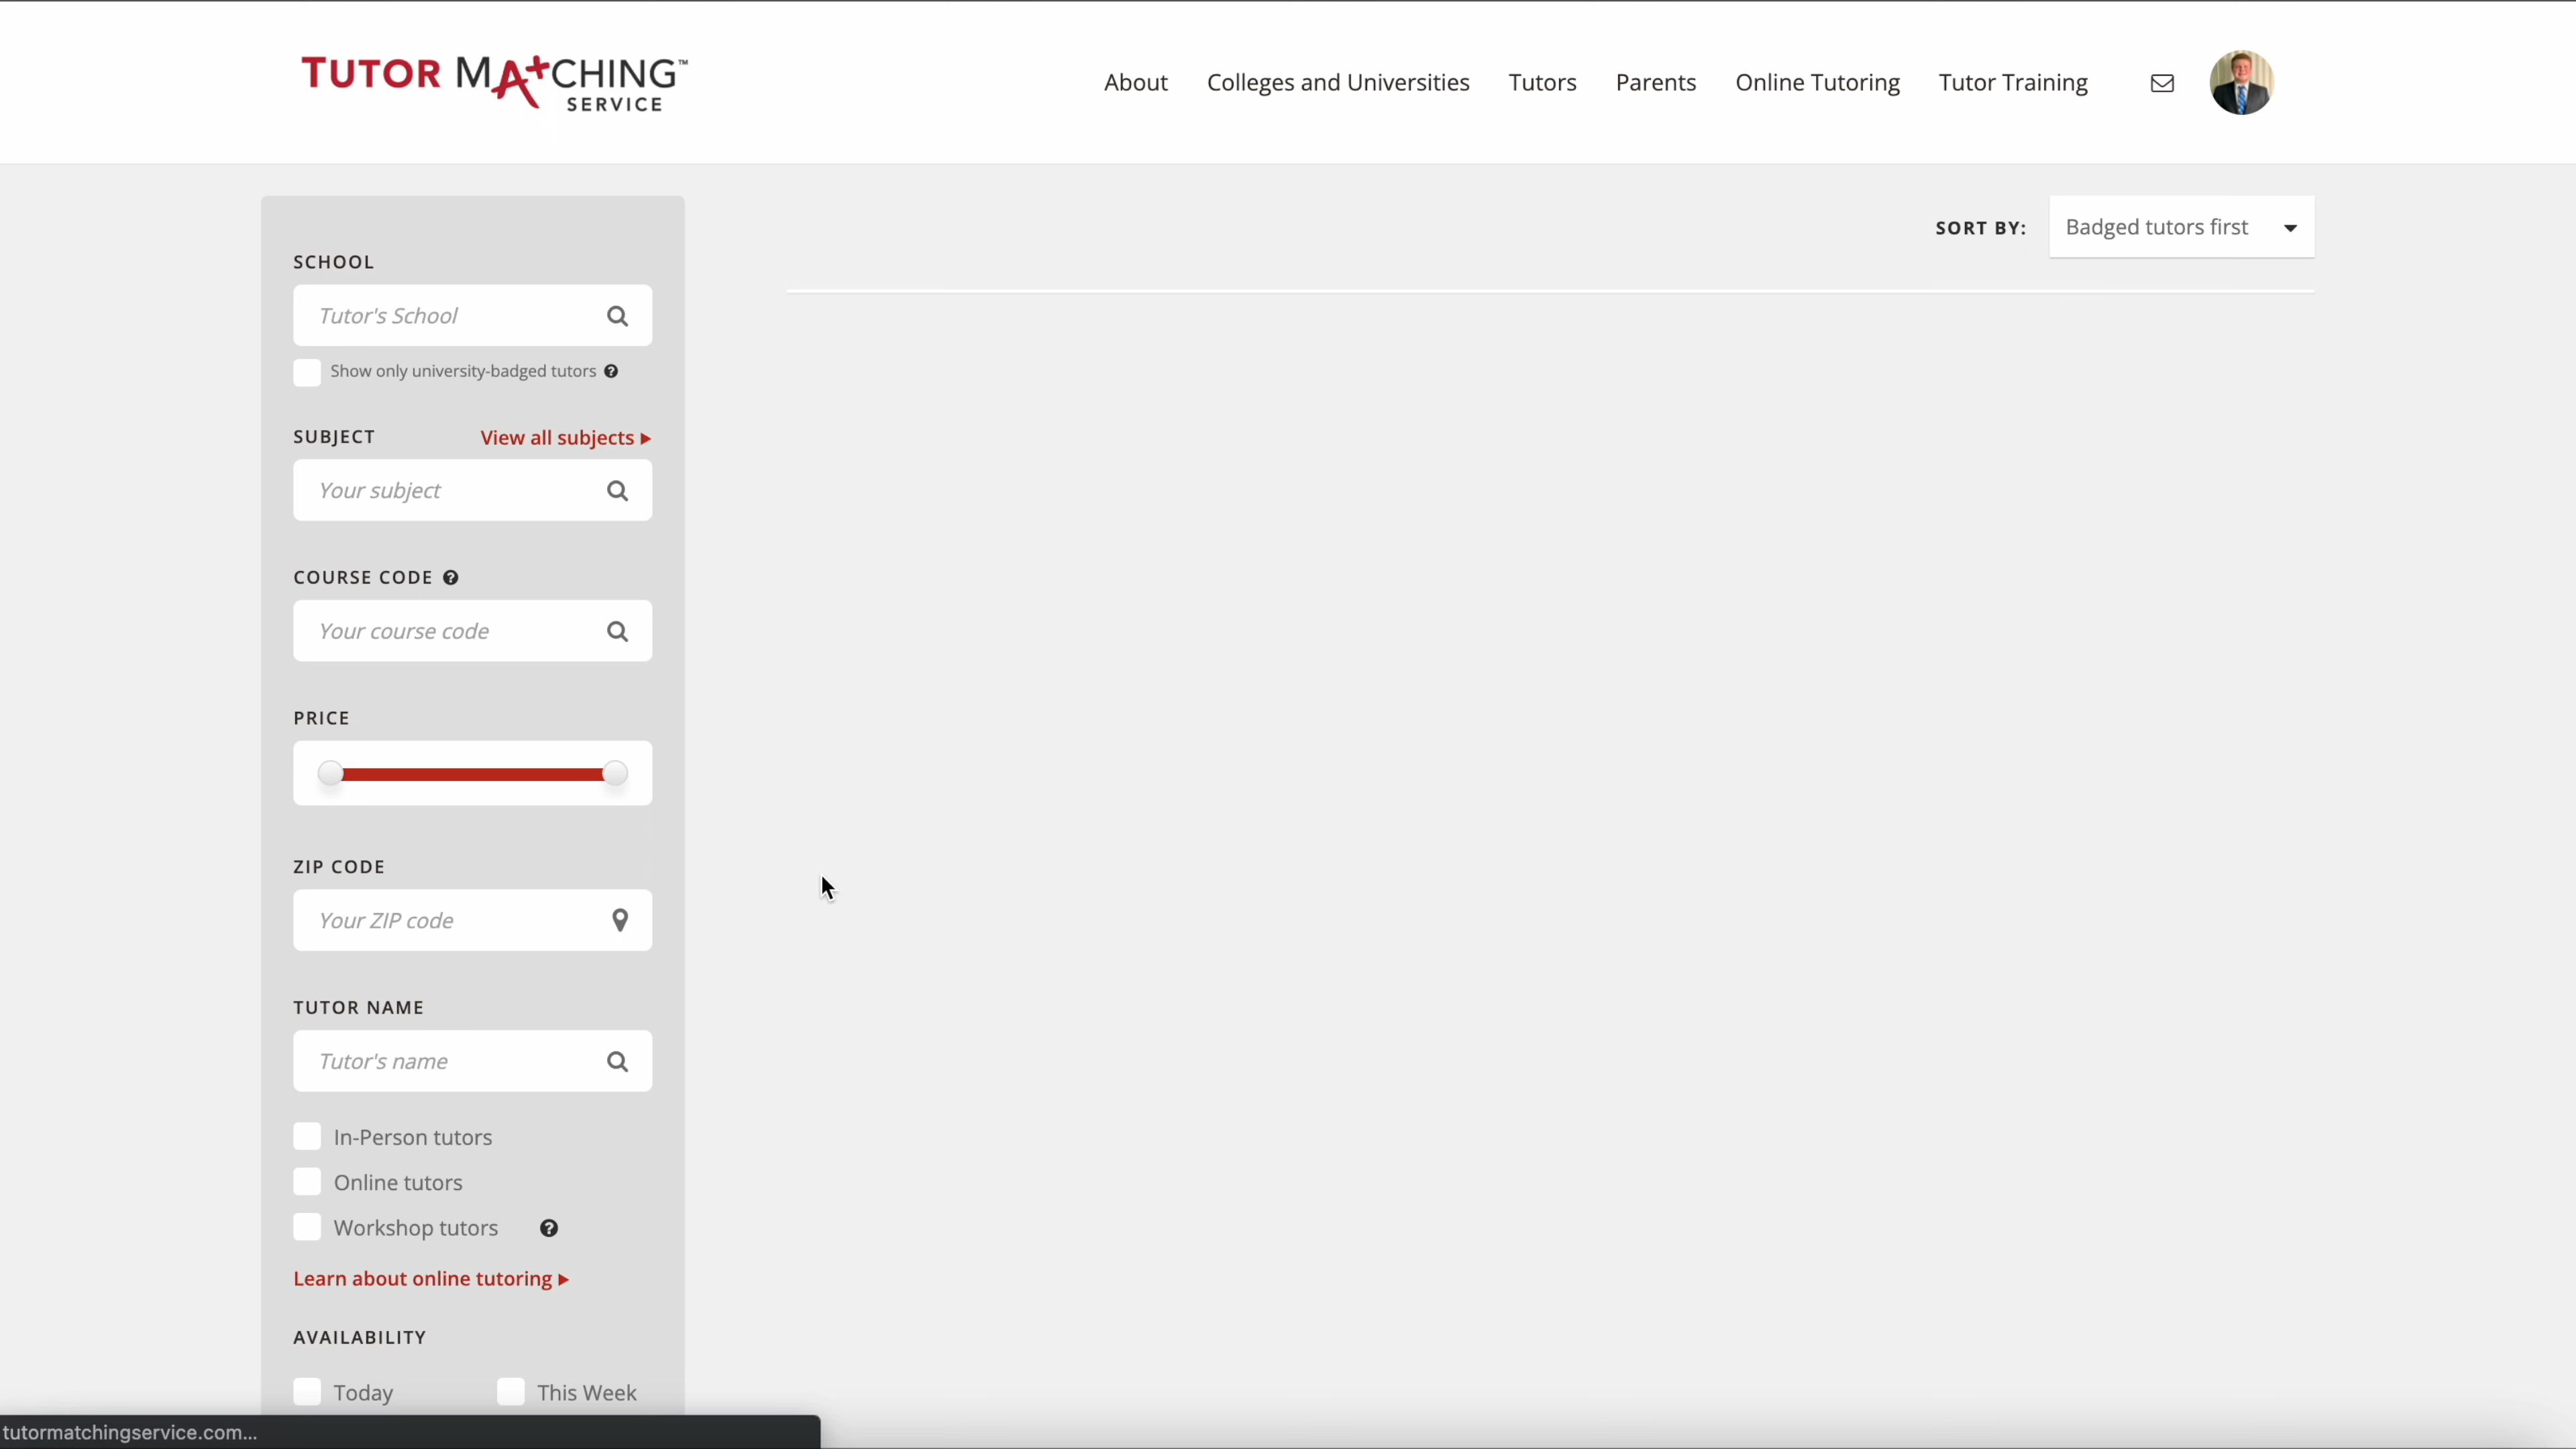 TUTOR MATCHING™
SERVICE
About Colleges and Universities Tutors Parents Online Tutoring Tutor Training
SORT BY: Badged tutors first
SCHOOL
Tutor's School
Show only university-badged tutors
SUBJECT View all subjects
Your subject
COURSE CODE
Your course code
PRICE
ZIP CODE
Your ZIP code
TUTOR NAME
Tutor's name
In-Person tutors
Online tutors
Workshop tutors
Learn about online tutoring
AVAILABILITY
Today This Week
tutormatchingservice.com...